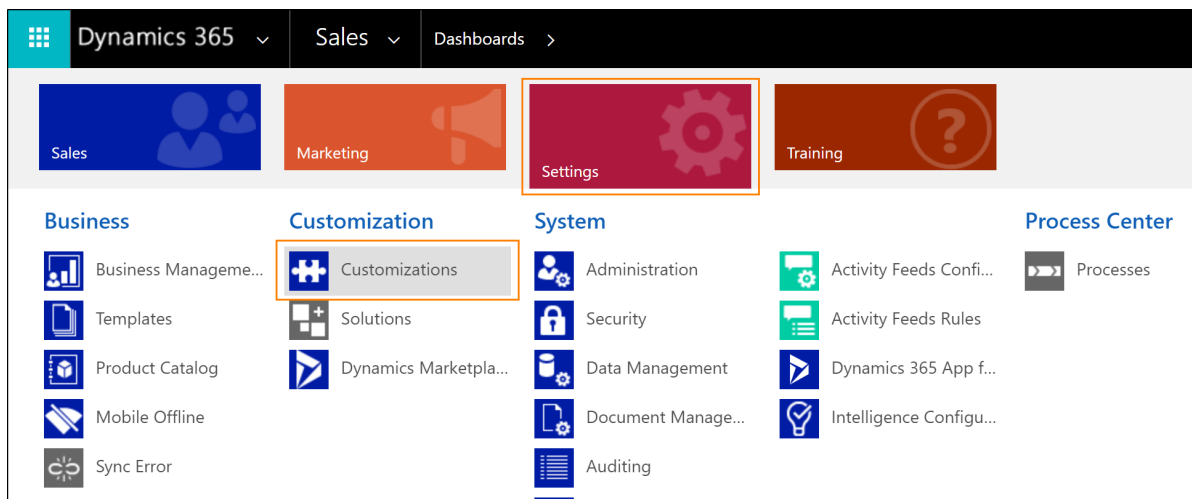 Dynamics 365 Sales Dashboards
Sales Marketing Settings Training
?
Business Customization System Process Center
Business Manageme... Customizations Administration Activity Feeds Confi... Processes
Templates Solutions Security Activity Feeds Rules
Product Catalog Dynamics Marketpla... Data Management Dynamics 365 App f...
Mobile Offline Document Manage... Intelligence Configu...
Sync Error Auditing